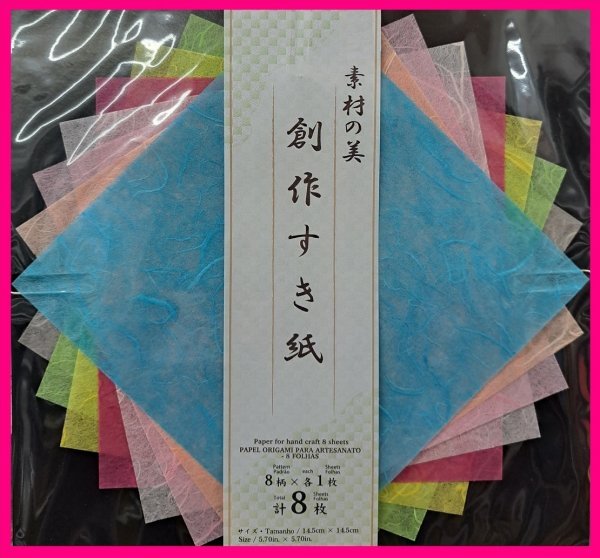 素材の美
創作すき紙
Paper for hand craft 8 sheets
PAPEL ORIGAMI PARA ARTESANATO
- 8 FOLHAS
Pattern Padrão each Sheets Folhas
8柄×各1枚
Total Sheets Folhas
計8枚
サイズ・Tamanho / 14.5cm × 14.5cm
Size / 5.70in. × 5.70in.